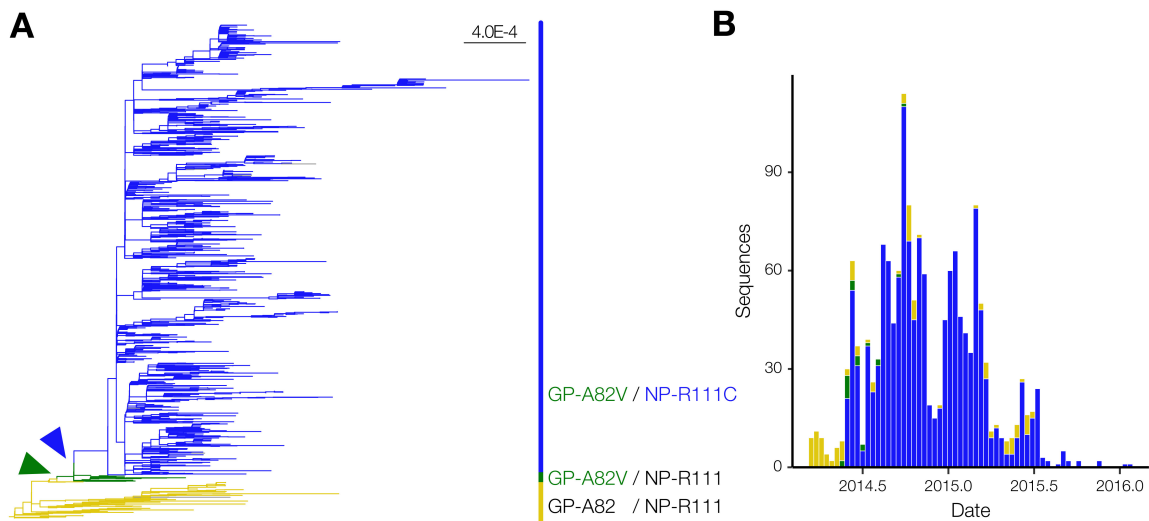 A
4.0E-4
GP-A82V / NP-R111C
GP-A82V / NP-R111
GP-A82 / NP-R111
B
Sequences
90
60
30
0
2014.5 2015.0 2015.5 2016.0
Date